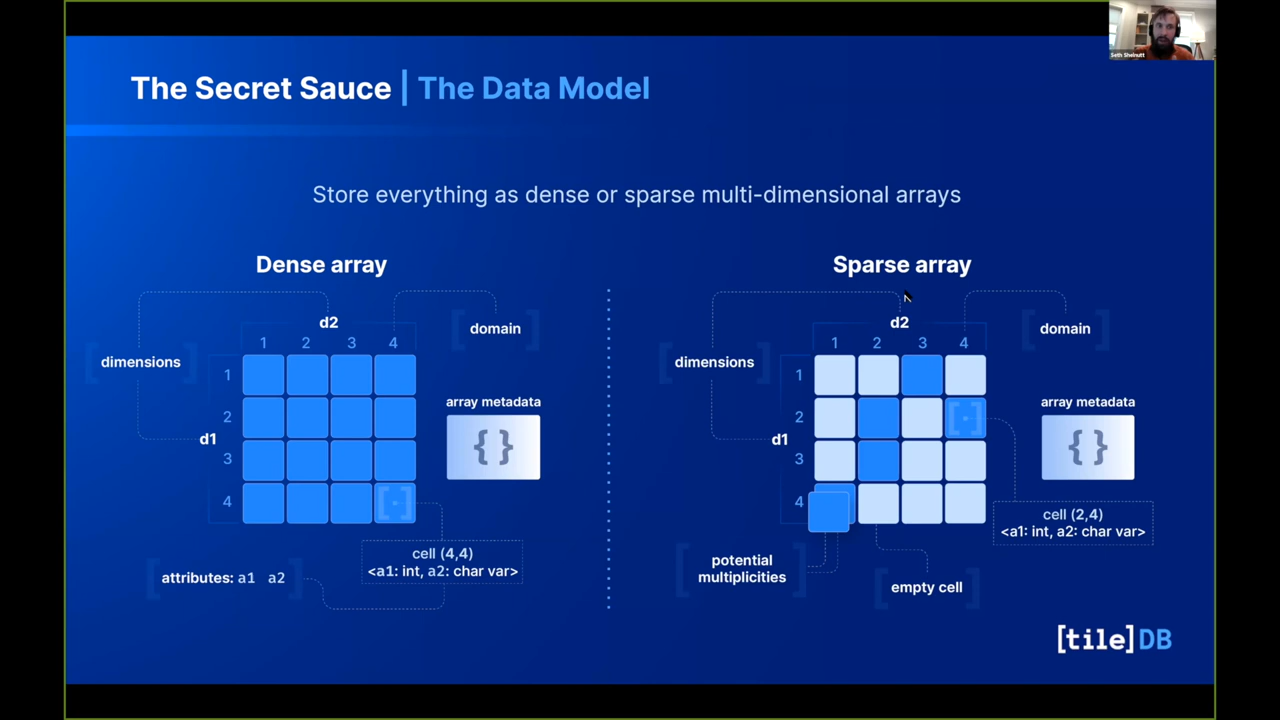 Seth Shelnutt
The Secret Sauce | The Data Model
Store everything as dense or sparse multi-dimensional arrays
Dense array
d2
domain
1 2 3 4
dimensions
1
2
3
4
d1
array metadata
{ }
[·]
cell (4,4)
<a1: int, a2: char var>
attributes: a1 a2
Sparse array
d2
domain
1 2 3 4
dimensions
1
2
3
4
d1
array metadata
{ }
[·]
cell (2,4)
<a1: int, a2: char var>
potential
multiplicities
empty cell
[tile]DB